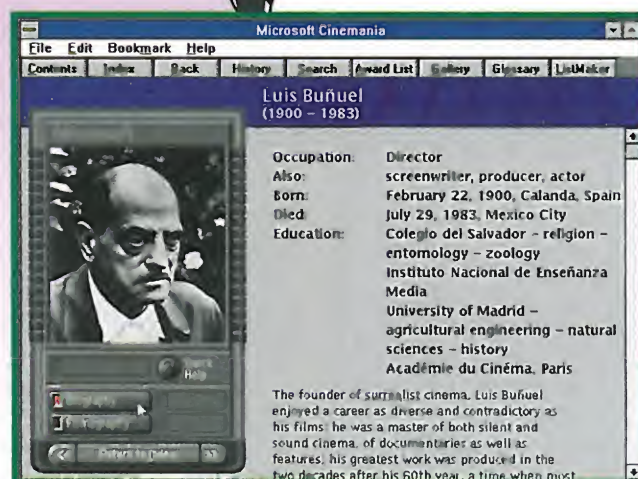 Microsoft Cinemania
File Edit Bookmark Help
Contents Index Back History Search Award List Gallery Glossary ListMaker
Luis Buñuel
(1900 – 1983)
Occupation: Director
Also: screenwriter, producer, actor
Born: February 22, 1900, Calanda, Spain
Died: July 29, 1983, Mexico City
Education: Colegio del Salvador – religion –
entomology – zoology
Instituto Nacional de Enseñanza
Media
University of Madrid –
agricultural engineering – natural
sciences – history
Académie du Cinéma, Paris
Help
The founder of surrealist cinema, Luis Buñuel
enjoyed a career as diverse and contradictory as
his films: he was a master of both silent and
sound cinema, of documentaries as well as
features, his greatest work was produced in the
two decades after his 60th year, a time when most